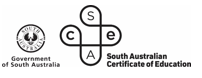 S
c e
A
Government
of South Australia
South Australian
Certificate of Education